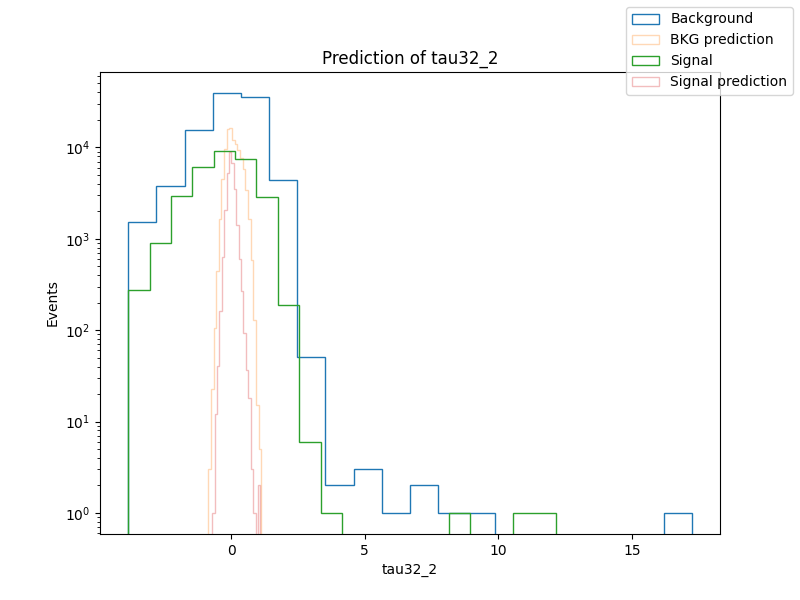 Background
BKG prediction
Signal
Signal prediction
Prediction of tau32_2
Events
10^4
10^3
10^2
10^1
10^0
0 5 10 15
tau32_2